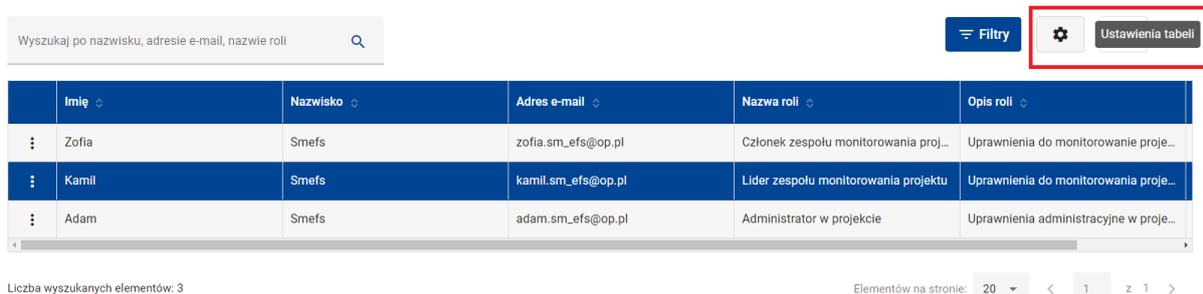 Wyszukaj po nazwisku, adresie e-mail, nazwie roli
Filtry
Ustawienia tabeli
Imię Nazwisko Adres e-mail Nazwa roli Opis roli
Zofia Smefs zofia.sm_efs@op.pl Członek zespołu monitorowania proj... Uprawnienia do monitorowanie proje...
Kamil Smefs kamil.sm_efs@op.pl Lider zespołu monitorowania projektu Uprawnienia do monitorowania proje...
Adam Smefs adam.sm_efs@op.pl Administrator w projekcie Uprawnienia administracyjne w proje...
Liczba wyszukanych elementów: 3
Elementów na stronie: 20 1 z 1